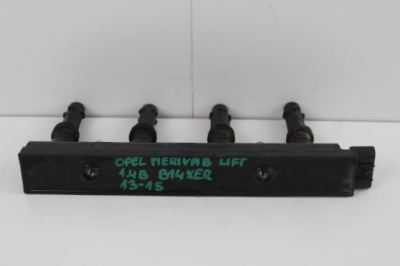 OPEL MERIVA B LIFT
1.4B B14XER
13-15